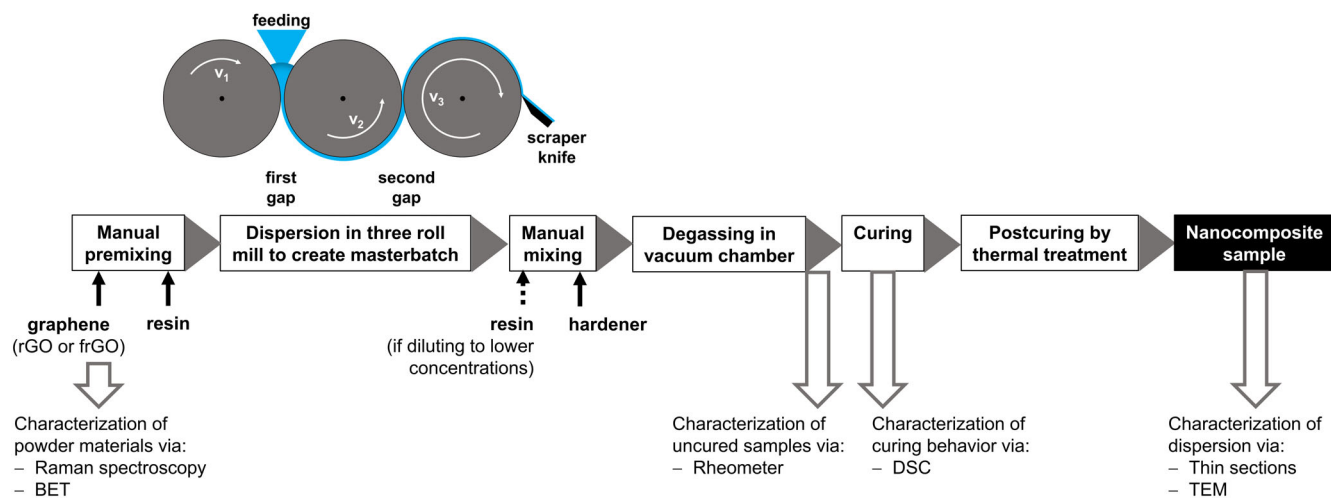 feeding
v1
v2
v3
scraper
knife
first
gap
second
gap
Manual
premixing
Dispersion in three roll
mill to create masterbatch
Manual
mixing
Degassing in
vacuum chamber
Curing
Postcuring by
thermal treatment
Nanocomposite
sample
graphene
(rGO or frGO)
resin
resin
(if diluting to lower
concentrations)
hardener
Characterization of
powder materials via:
– Raman spectroscopy
– BET
Characterization of
uncured samples via:
– Rheometer
Characterization of
curing behavior via:
– DSC
Characterization of
dispersion via:
– Thin sections
– TEM